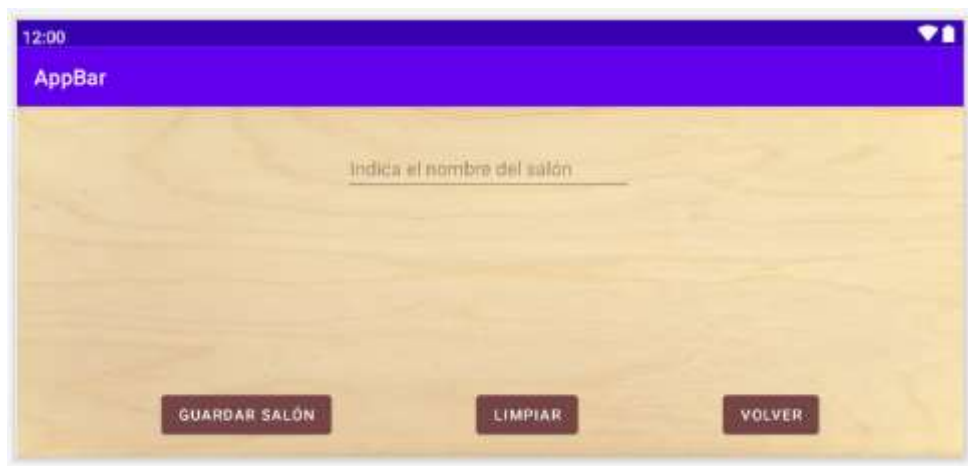 12:00
AppBar
Indica el nombre del salón
GUARDAR SALÓN LIMPIAR VOLVER